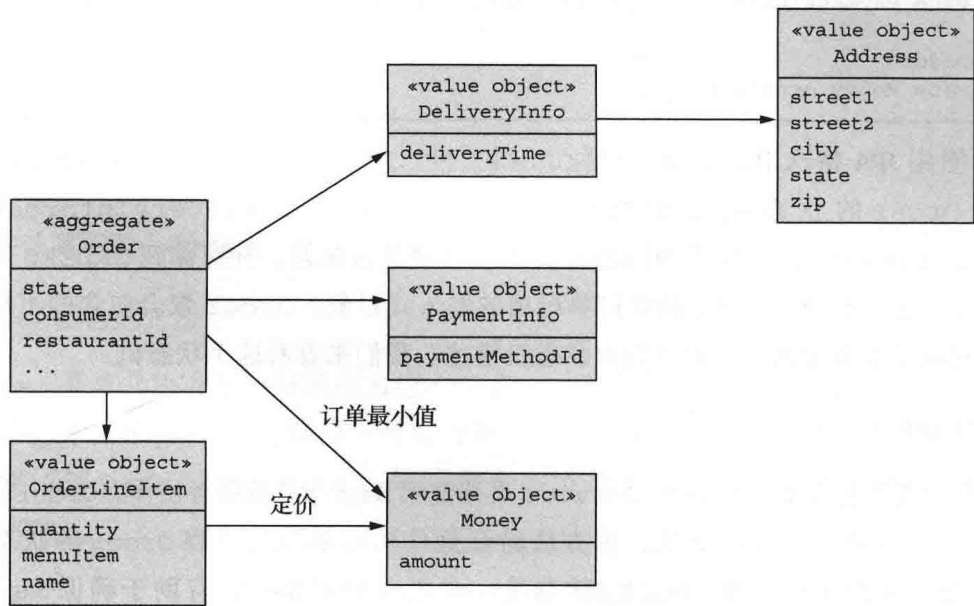 «value object»
Address
street1
street2
city
state
zip
«value object»
DeliveryInfo
deliveryTime
«aggregate»
Order
state
consumerId
restaurantId
...
«value object»
PaymentInfo
paymentMethodId
订单最小值
«value object»
OrderLineItem
quantity
menuItem
name
定价
«value object»
Money
amount